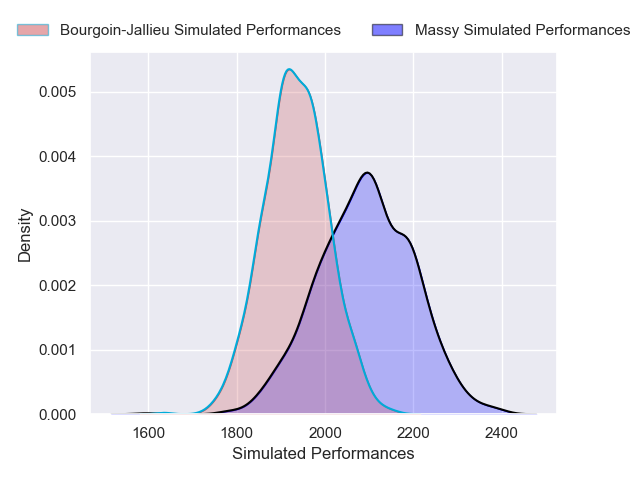 Bourgoin-Jallieu Simulated Performances Massy Simulated Performances
0.005
0.004
0.003
0.002
0.001
0.000
Density
1600 1800 2000 2200 2400
Simulated Performances